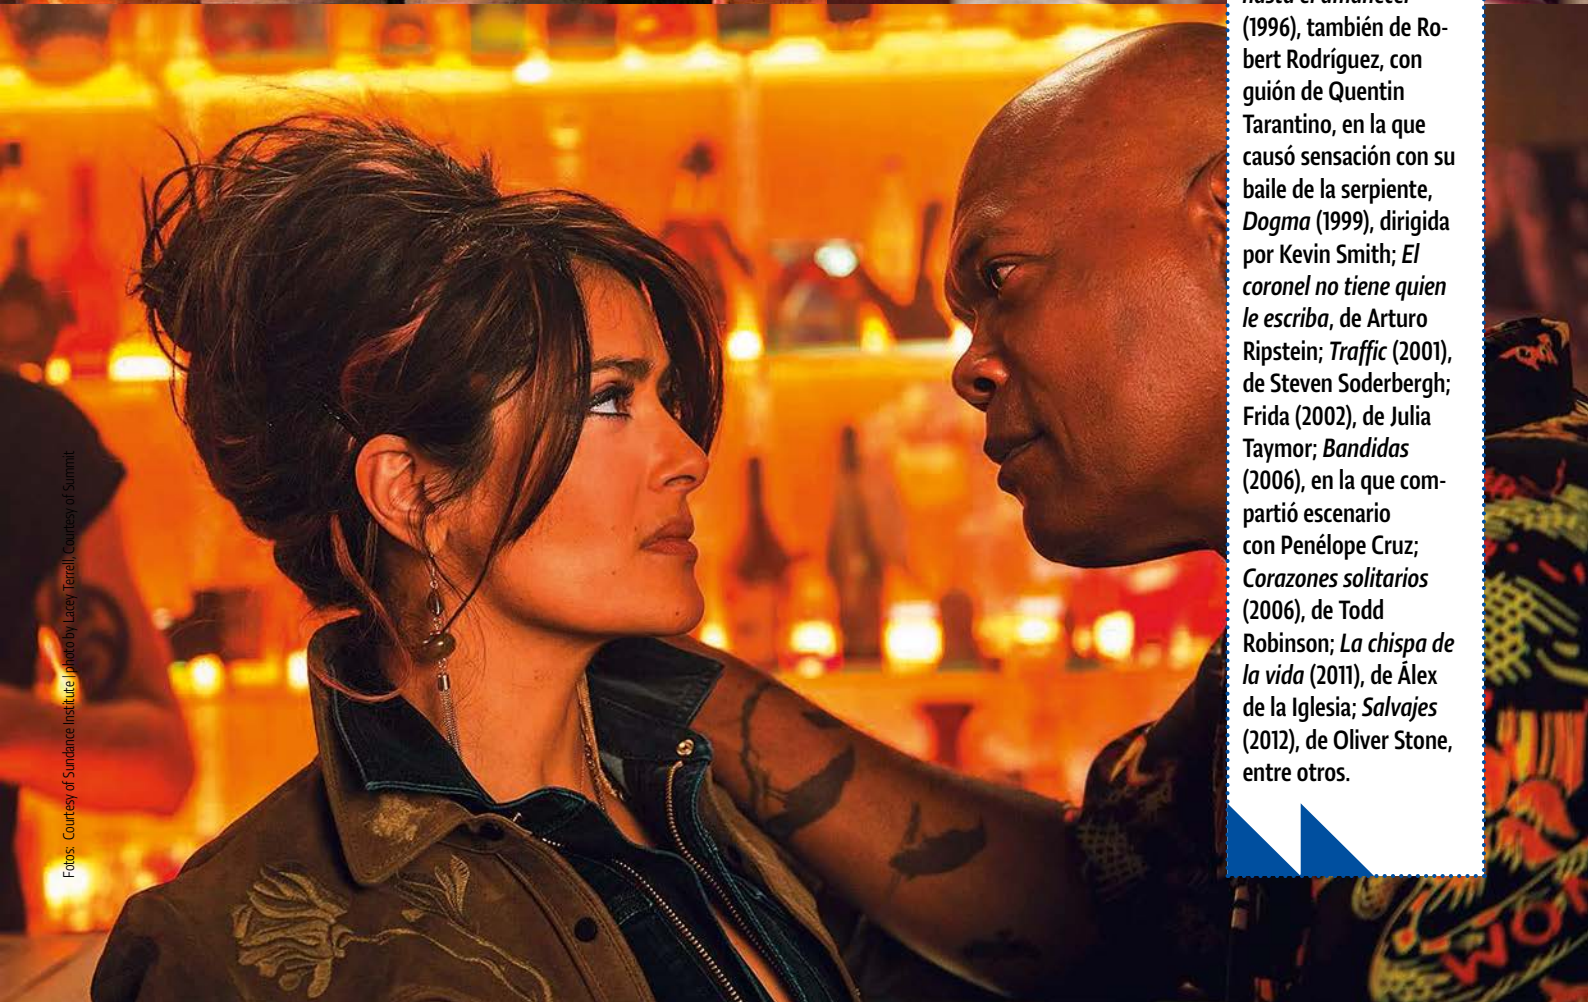 hasta el amanecer
(1996), también de Ro-
bert Rodríguez, con
guión de Quentin
Tarantino, en la que
causó sensación con su
baile de la serpiente,
Dogma (1999), dirigida
por Kevin Smith; El
coronel no tiene quien
le escriba, de Arturo
Ripstein; Traffic (2001),
de Steven Soderbergh;
Frida (2002), de Julia
Taymor; Bandidas
(2006), en la que com-
partió escenario
con Penélope Cruz;
Corazones solitarios
(2006), de Todd
Robinson; La chispa de
la vida (2011), de Álex
de la Iglesia; Salvajes
(2012), de Oliver Stone,
entre otros.
Fotos: Courtesy of Sundance Institute | photo by Lacey Terrell, Courtesy of Summit